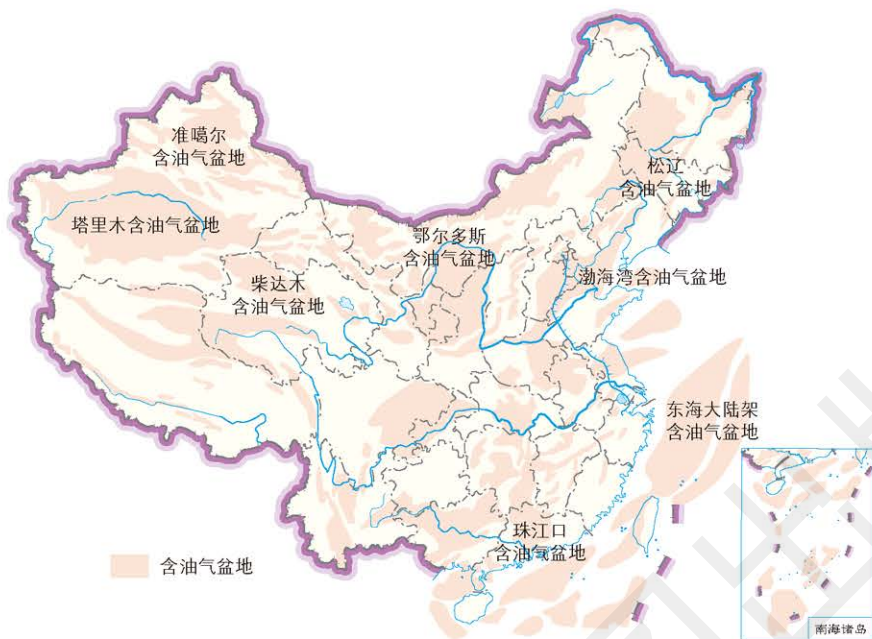 准噶尔
含油气盆地
松辽
含油气盆地
塔里木含油气盆地
鄂尔多斯
含油气盆地
柴达木
含油气盆地
渤海湾含油气盆地
东海大陆架
含油气盆地
珠江口
含油气盆地
含油气盆地
南海诸岛